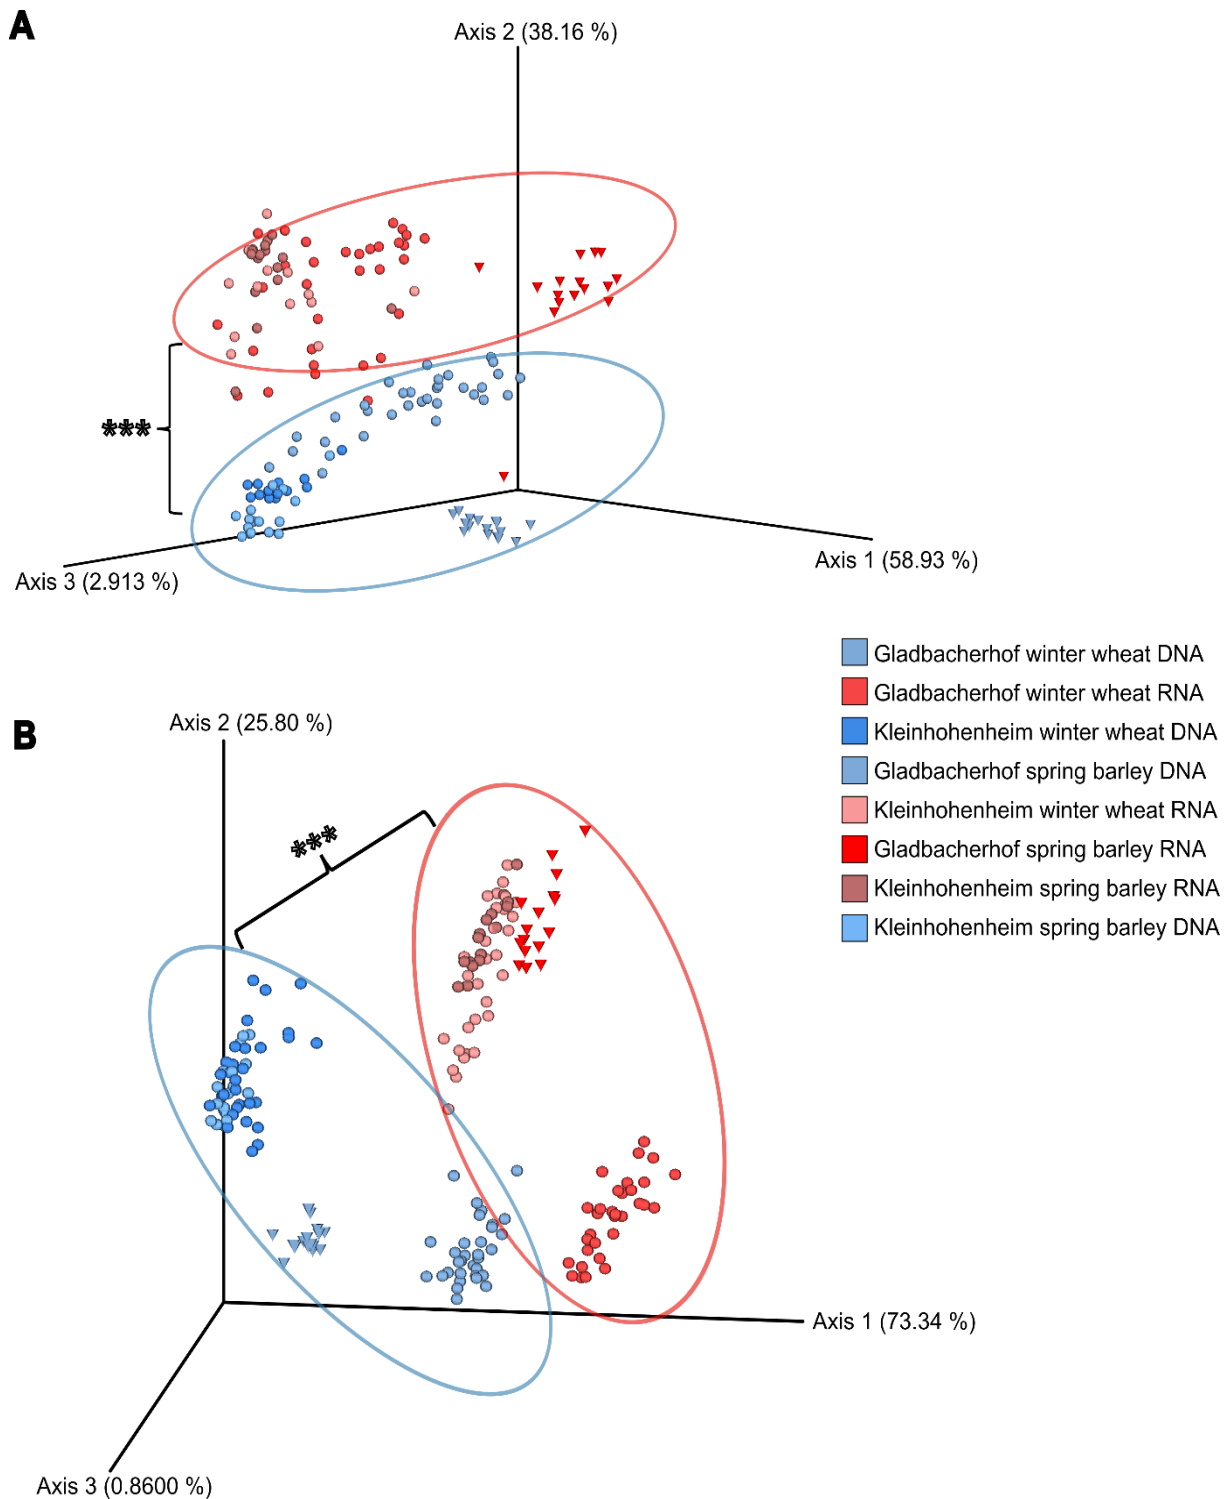 A
Axis 2 (38.16 %)
***
Axis 3 (2.913 %)
Axis 1 (58.93 %)
Gladbacherhof winter wheat DNA
Gladbacherhof winter wheat RNA
Kleinhohenheim winter wheat DNA
Gladbacherhof spring barley DNA
Kleinhohenheim winter wheat RNA
Gladbacherhof spring barley RNA
Kleinhohenheim spring barley RNA
Kleinhohenheim spring barley DNA
B
Axis 2 (25.80 %)
***
Axis 1 (73.34 %)
Axis 3 (0.8600 %)